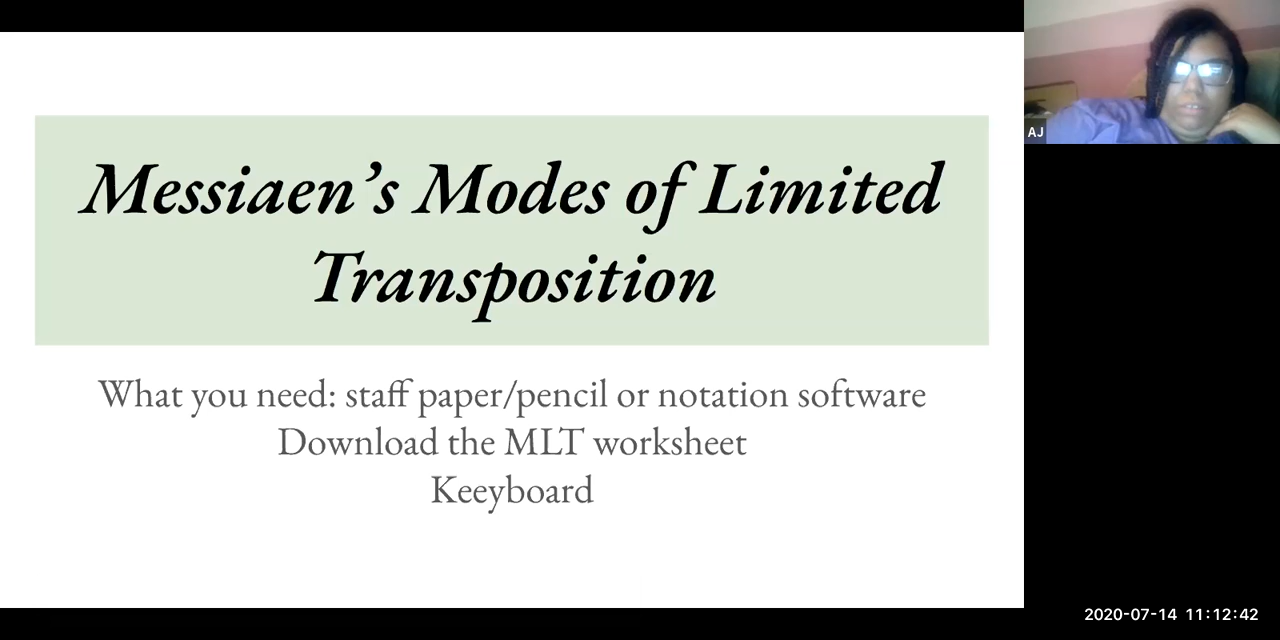 Messiaen’s Modes of Limited
Transposition
What you need: staff paper/pencil or notation software
Download the MLT worksheet
Keeyboard
AJ
2020-07-14 11:12:42